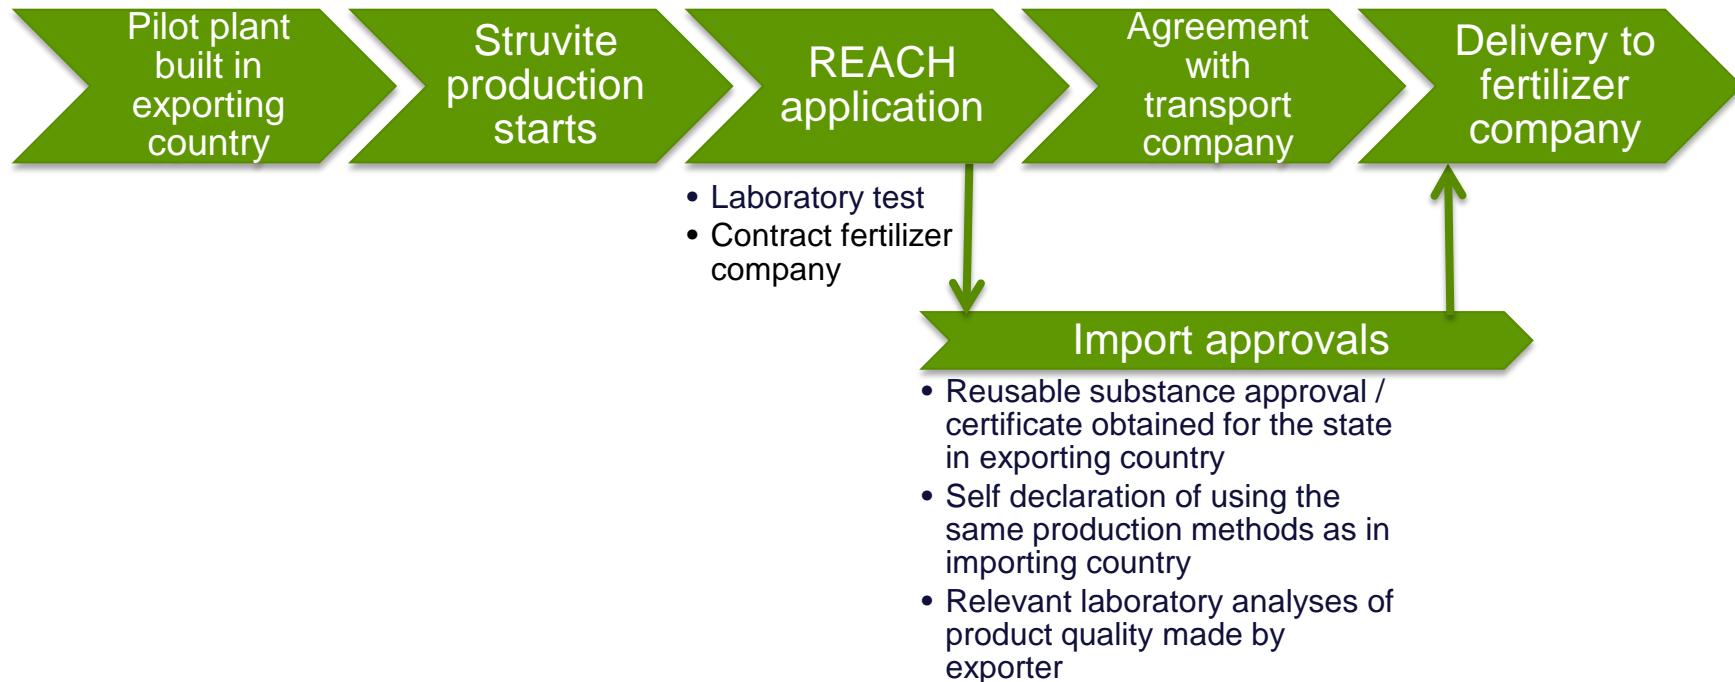 Pilot plant
built in
exporting
country
Struvite
production
starts
REACH
application
Agreement
with
transport
company
Delivery to
fertilizer
company
• Laboratory test
• Contract fertilizer
company
Import approvals
• Reusable substance approval /
certificate obtained for the state
in exporting country
• Self declaration of using the
same production methods as in
importing country
• Relevant laboratory analyses of
product quality made by
exporter